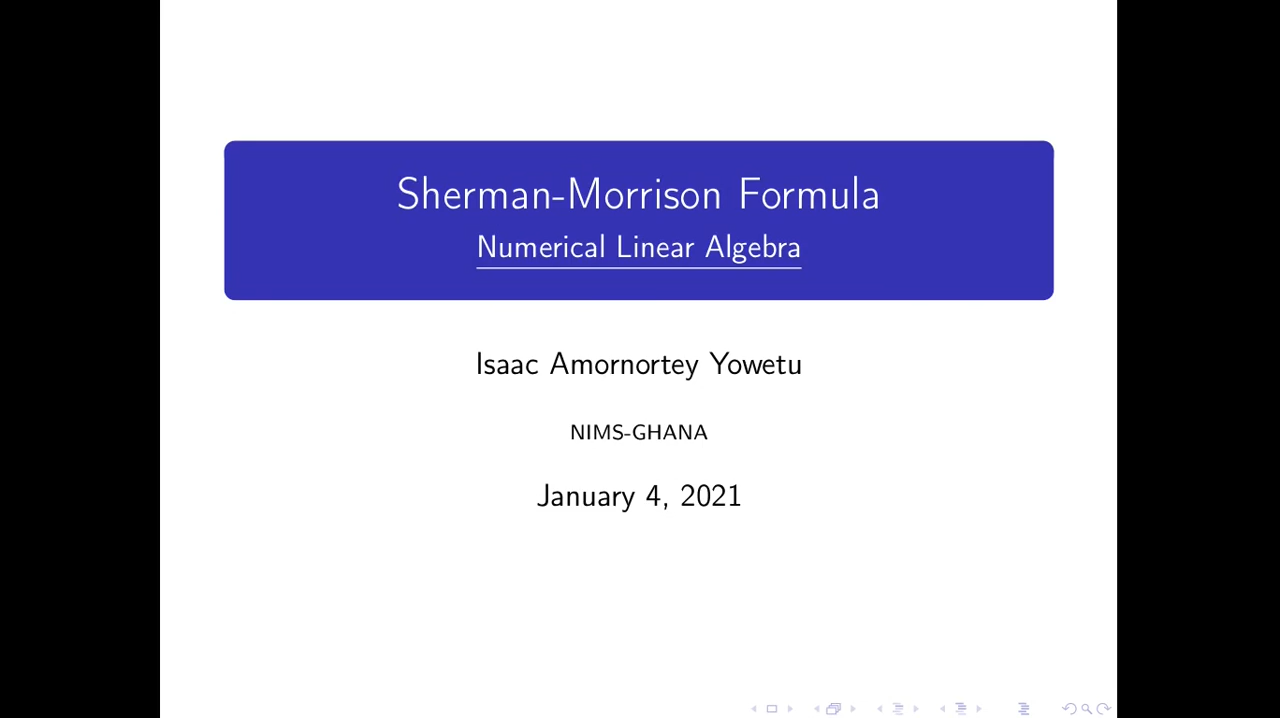 Sherman-Morrison Formula
Numerical Linear Algebra
Isaac Amornortey Yowetu
NIMS-GHANA
January 4, 2021